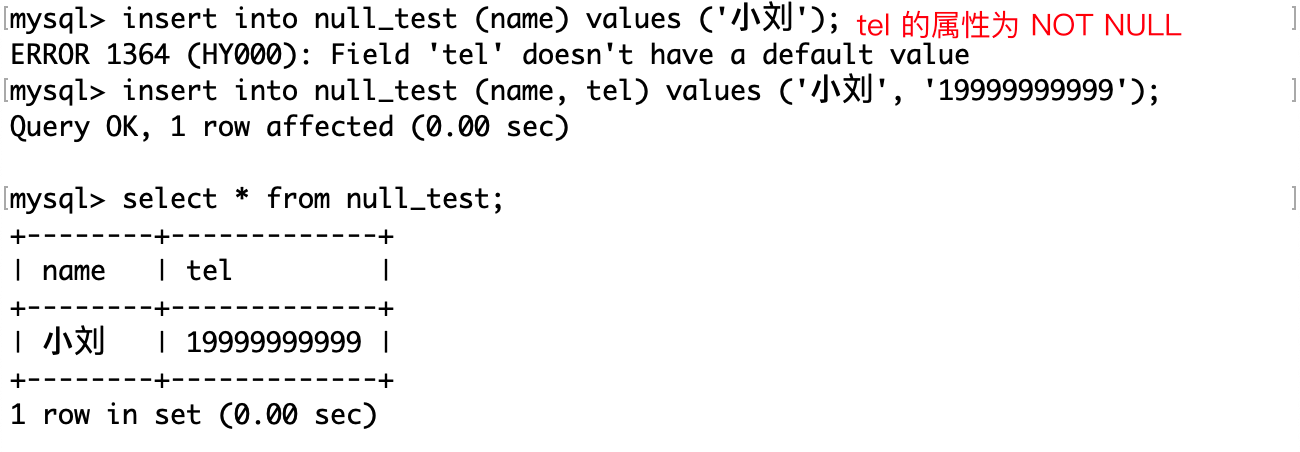 [mysql> insert into null_test (name) values ('小刘'); tel 的属性为 NOT NULL ]
ERROR 1364 (HY000): Field 'tel' doesn't have a default value
[mysql> insert into null_test (name, tel) values ('小刘', '19999999999'); ]
Query OK, 1 row affected (0.00 sec)
[mysql> select * from null_test; ]
+--------+-------------+
| name   | tel         |
+--------+-------------+
| 小刘   | 19999999999 |
+--------+-------------+
1 row in set (0.00 sec)